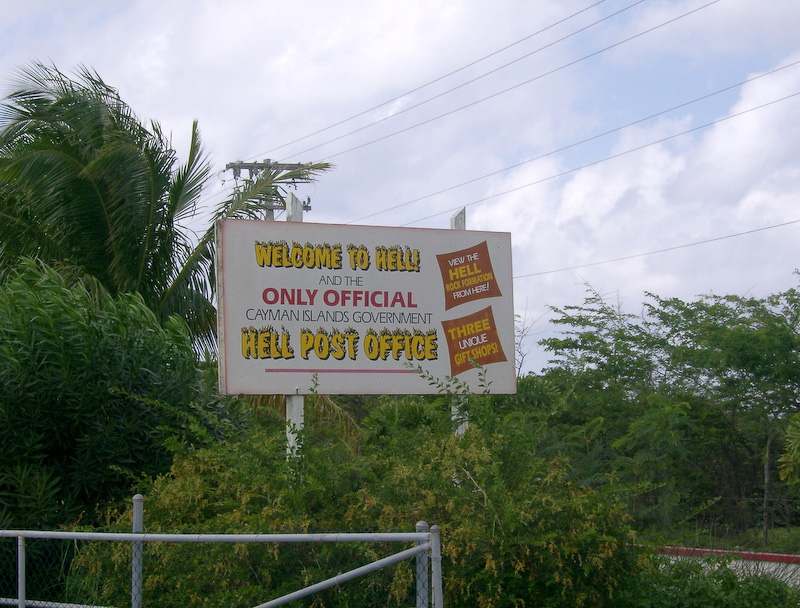 WELCOME TO HELL!
AND THE
ONLY OFFICIAL
CAYMAN ISLANDS GOVERNMENT
HELL POST OFFICE
VIEW THE
HELL
ROCK FORMATION
FROM HERE!
THREE
UNIQUE
GIFT SHOPS!